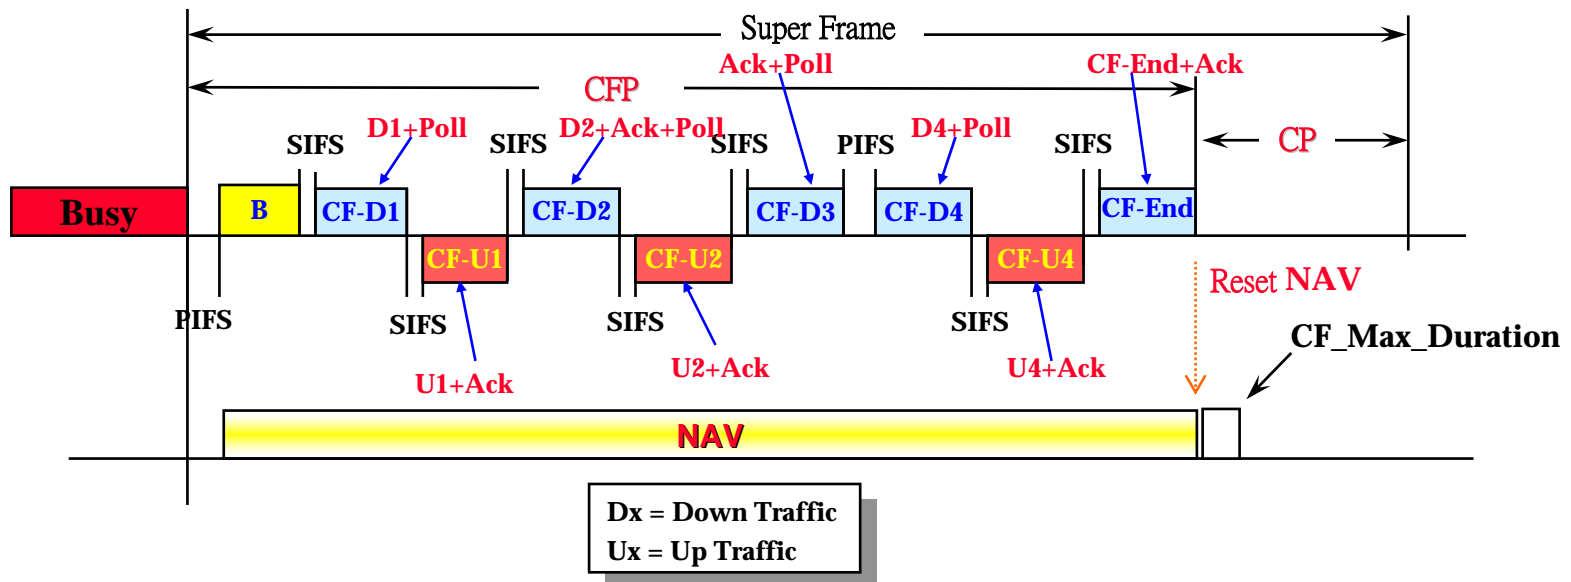 Super Frame
Ack+Poll
CF-End+Ack
CFP
D1+Poll
D2+Ack+Poll
D4+Poll
SIFS
SIFS
SIFS
PIFS
SIFS
CP
Busy
B
CF-D1
CF-D2
CF-D3
CF-D4
CF-End
CF-U1
CF-U2
CF-U4
Reset NAV
PIFS
SIFS
SIFS
SIFS
CF_Max_Duration
U1+Ack
U2+Ack
U4+Ack
NAV
Dx = Down Traffic
Ux = Up Traffic